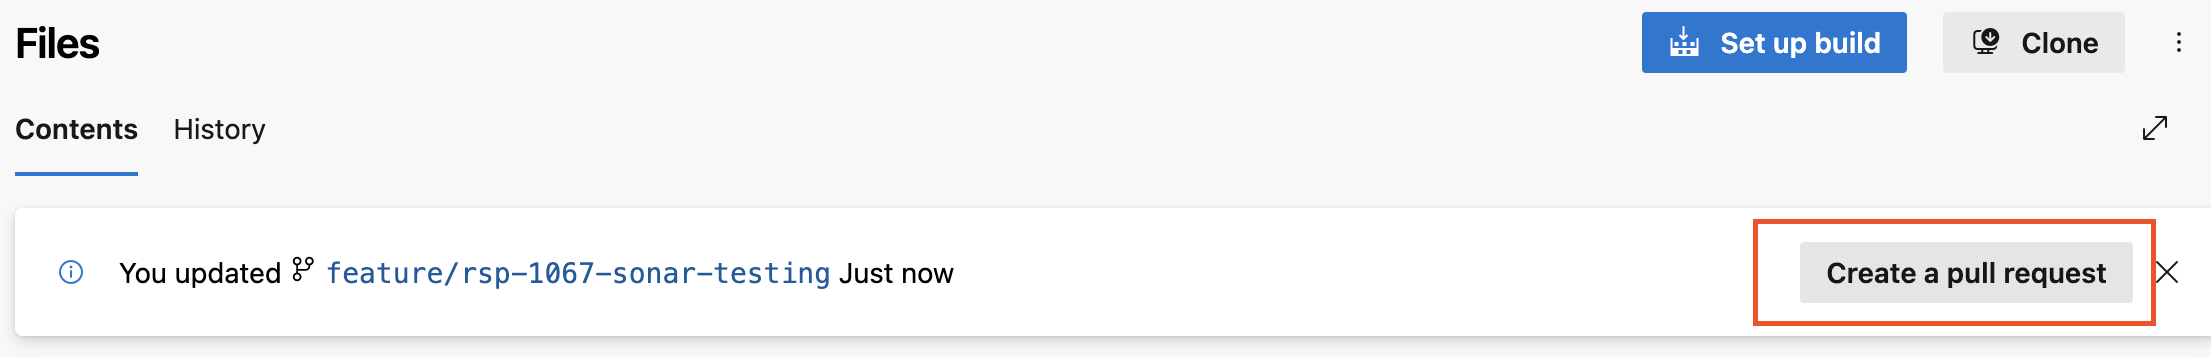 Files
Set up build
Clone
Contents
History
You updated feature/rsp-1067-sonar-testing Just now
Create a pull request